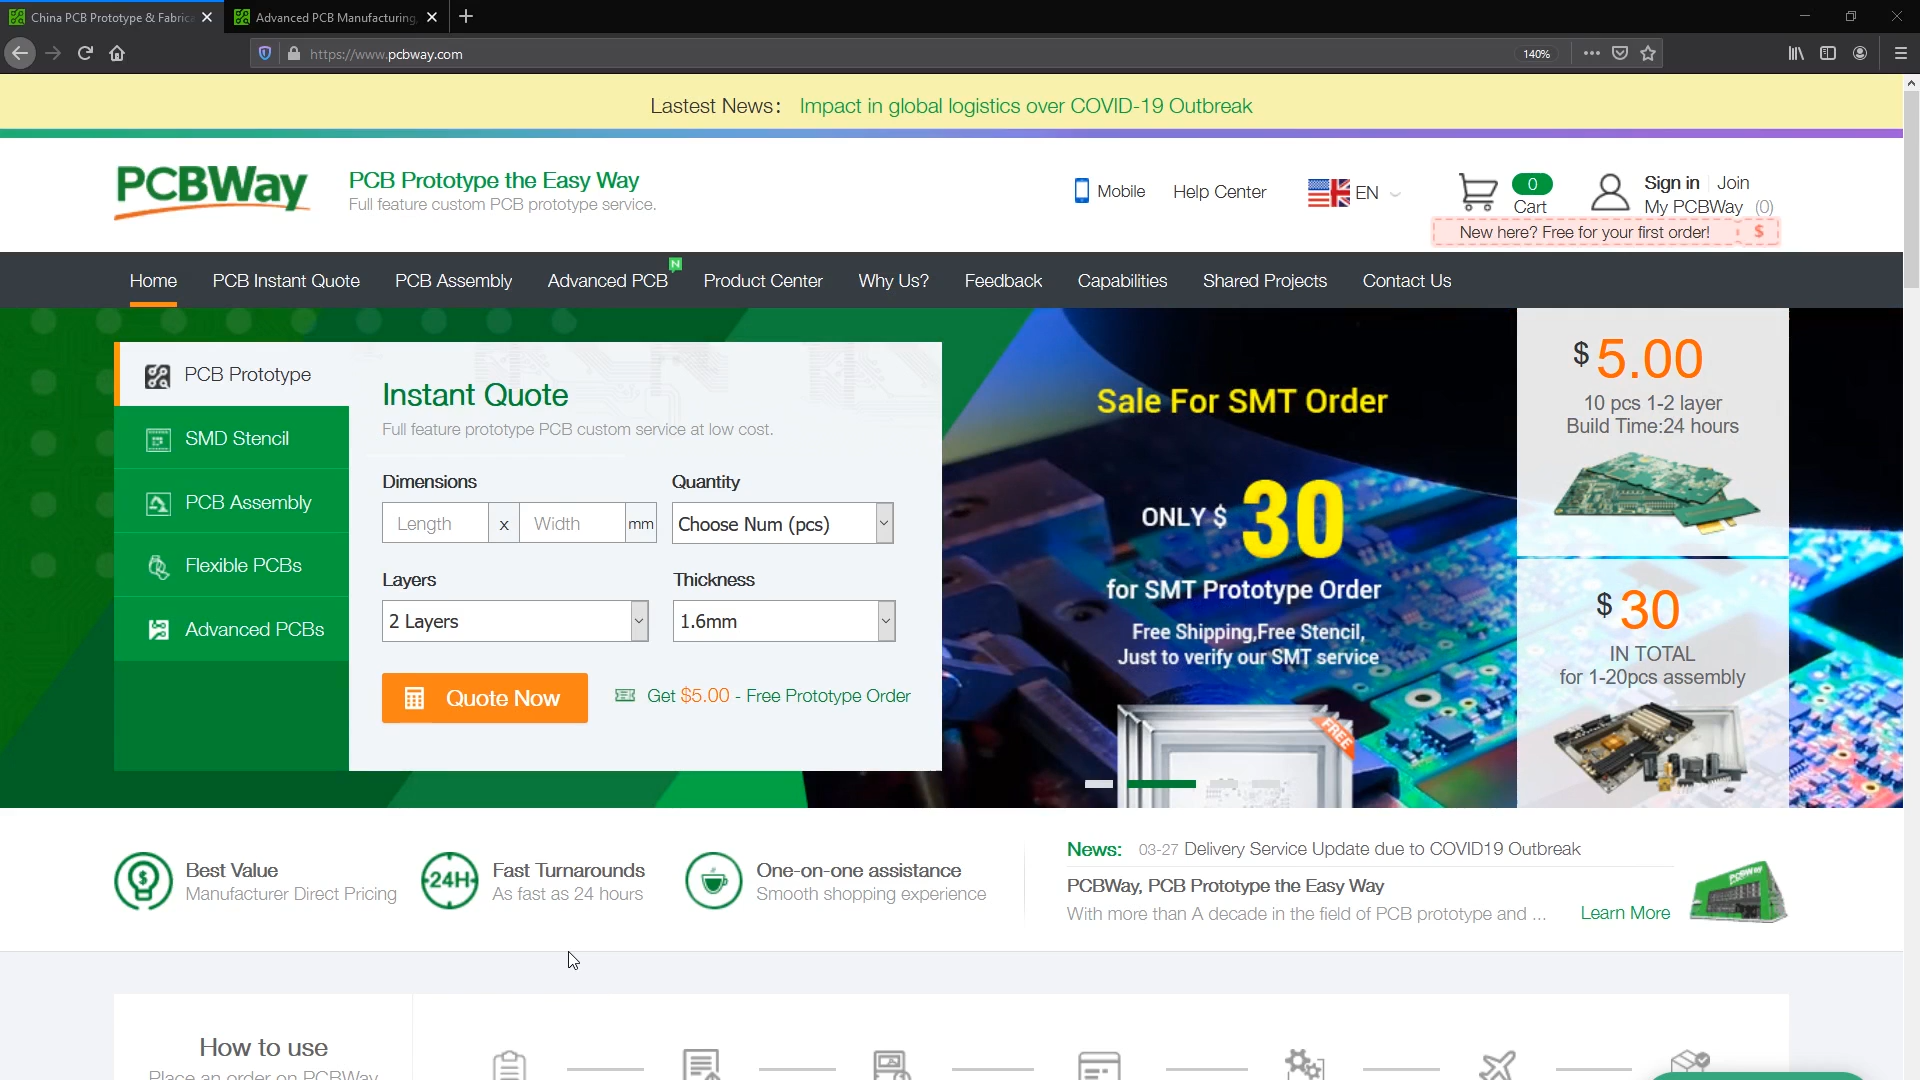 China PCB Prototype & Fabrica
Advanced PCB Manufacturing,
https://www.pcbway.com
140%
Lastest News: Impact in global logistics over COVID-19 Outbreak
PCBWay
PCB Prototype the Easy Way
Full feature custom PCB prototype service.
Mobile
Help Center
EN
0
Cart
Sign in
Join
My PCBWay (0)
New here? Free for your first order! $
Home
PCB Instant Quote
PCB Assembly
Advanced PCB
N
Product Center
Why Us?
Feedback
Capabilities
Shared Projects
Contact Us
PCB Prototype
SMD Stencil
PCB Assembly
Flexible PCBs
Advanced PCBs
Instant Quote
Full feature prototype PCB custom service at low cost.
Dimensions
Quantity
Length x Width mm
Choose Num (pcs)
Layers
Thickness
2 Layers
1.6mm
Quote Now
Get $5.00 - Free Prototype Order
Sale For SMT Order
ONLY $ 30
for SMT Prototype Order
Free Shipping,Free Stencil,
Just to verify our SMT service
FREE
$ 5.00
10 pcs 1-2 layer
Build Time:24 hours
$ 30
IN TOTAL
for 1-20pcs assembly
Best Value
Manufacturer Direct Pricing
24H
Fast Turnarounds
As fast as 24 hours
One-on-one assistance
Smooth shopping experience
News: 03-27 Delivery Service Update due to COVID19 Outbreak
PCBWay, PCB Prototype the Easy Way
With more than A decade in the field of PCB prototype and ...
Learn More
PCBWay
How to use
Place an order on PCBWay